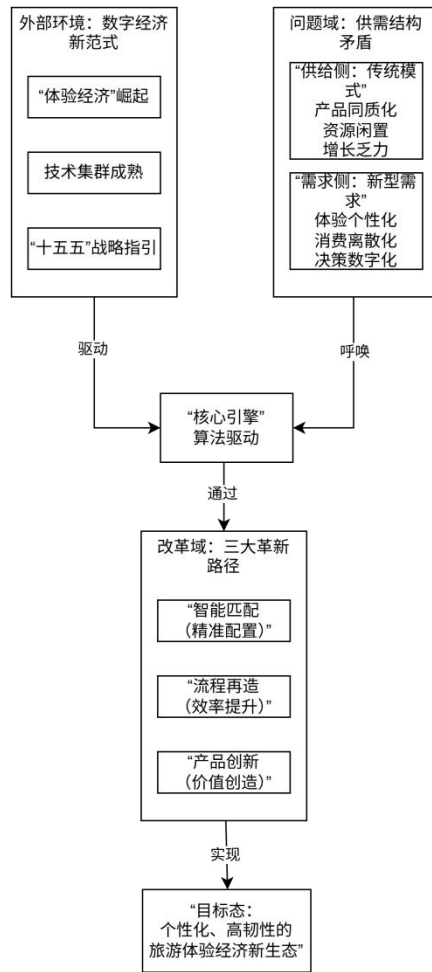 外部环境：数字经济
新范式
“体验经济”崛起
技术集群成熟
“十五五”战略指引
问题域：供需结构
矛盾
“供给侧：传统模
式”
产品同质化
资源闲置
增长乏力
“需求侧：新型需
求”
体验个性化
消费离散化
决策数字化
驱动
呼唤
“核心引擎”
算法驱动
通过
改革域：三大革新
路径
“智能匹配
（精准配置）”
“流程再造
（效率提升）”
“产品创新
（价值创造）”
实现
“目标态：
个性化、高韧性的
旅游体验经济新生态”